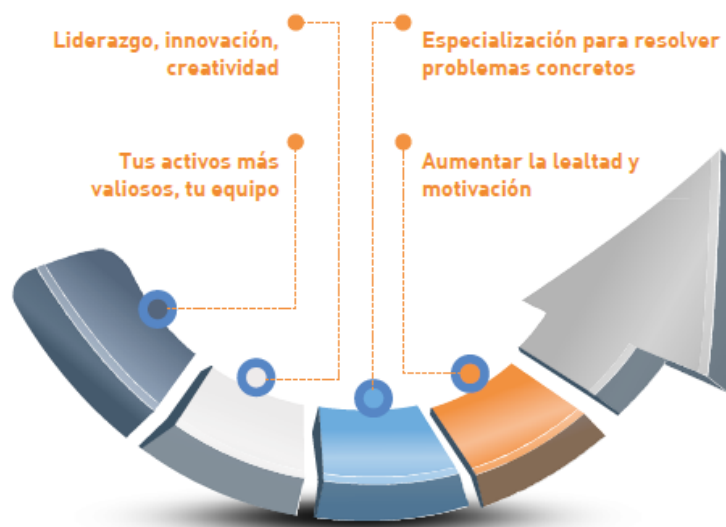 Liderazgo, innovación,
creatividad
Especialización para resolver
problemas concretos
Tus activos más
valiosos, tu equipo
Aumentar la lealtad y
motivación